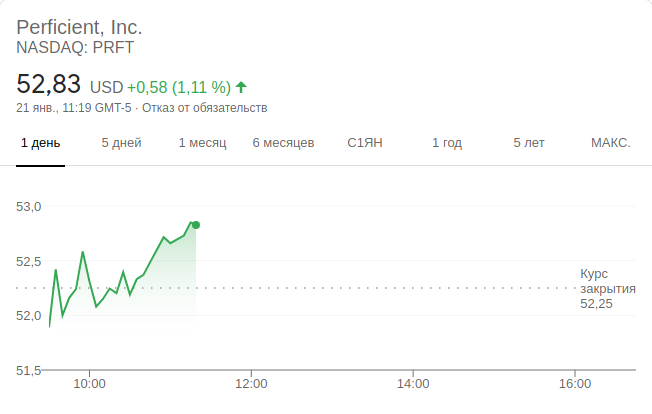 Perficient, Inc.
NASDAQ: PRFT
52,83 USD +0,58 (1,11 %)
21 янв., 11:19 GMT-5 · Отказ от обязательств
1 день 5 дней 1 месяц 6 месяцев С1ЯН 1 год 5 лет МАКС.
53,0
52,5
Курс
закрытия
52,25
52,0
51,5
10:00 12:00 14:00 16:00